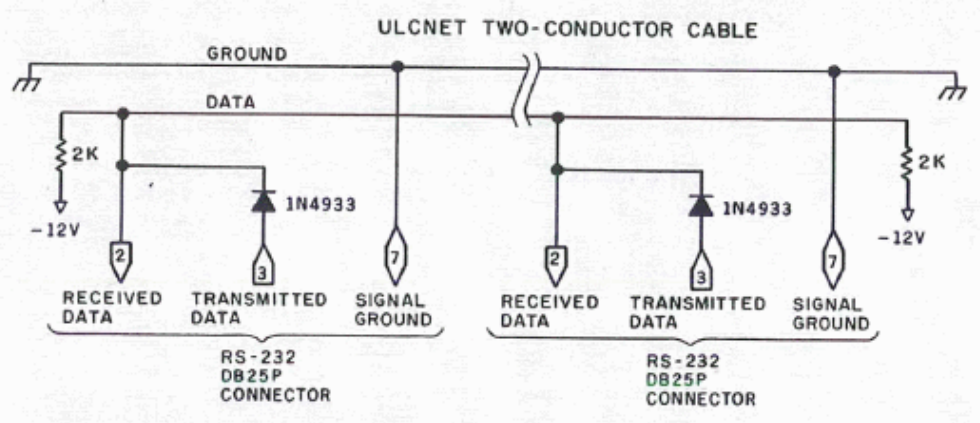 ULCNET TWO-CONDUCTOR CABLE
GROUND
DATA
2K
-12V
1N4933
2
3
7
RECEIVED
DATA
TRANSMITTED
DATA
SIGNAL
GROUND
RS-232
DB25P
CONNECTOR
1N4933
2K
-12V
2
3
7
RECEIVED
DATA
TRANSMITTED
DATA
SIGNAL
GROUND
RS-232
DB25P
CONNECTOR